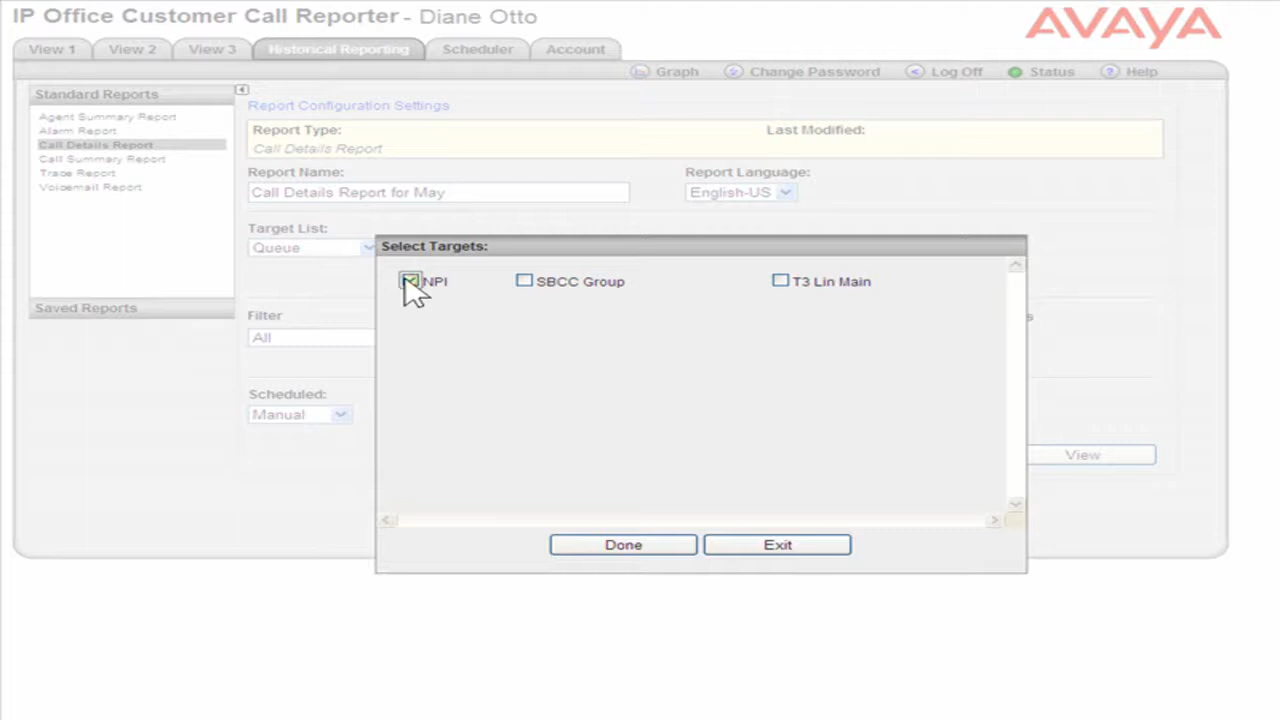 IP Office Customer Call Reporter - Diane Otto
AVAYA
View 1 View 2 View 3 Historical Reporting Scheduler Account
Graph Change Password Log Off Status Help
Standard Reports
Agent Summary Report
Alarm Report
Call Details Report
Call Summary Report
Trace Report
Voicemail Report
Saved Reports
Report Configuration Settings
Report Type: Last Modified:
Call Details Report
Report Name: Report Language:
Call Details Report for May English-US
Target List:
Queue
Select Targets:
NPI SBCC Group T3 Lin Main
Filter
All
Scheduled:
Manual
View
Done Exit